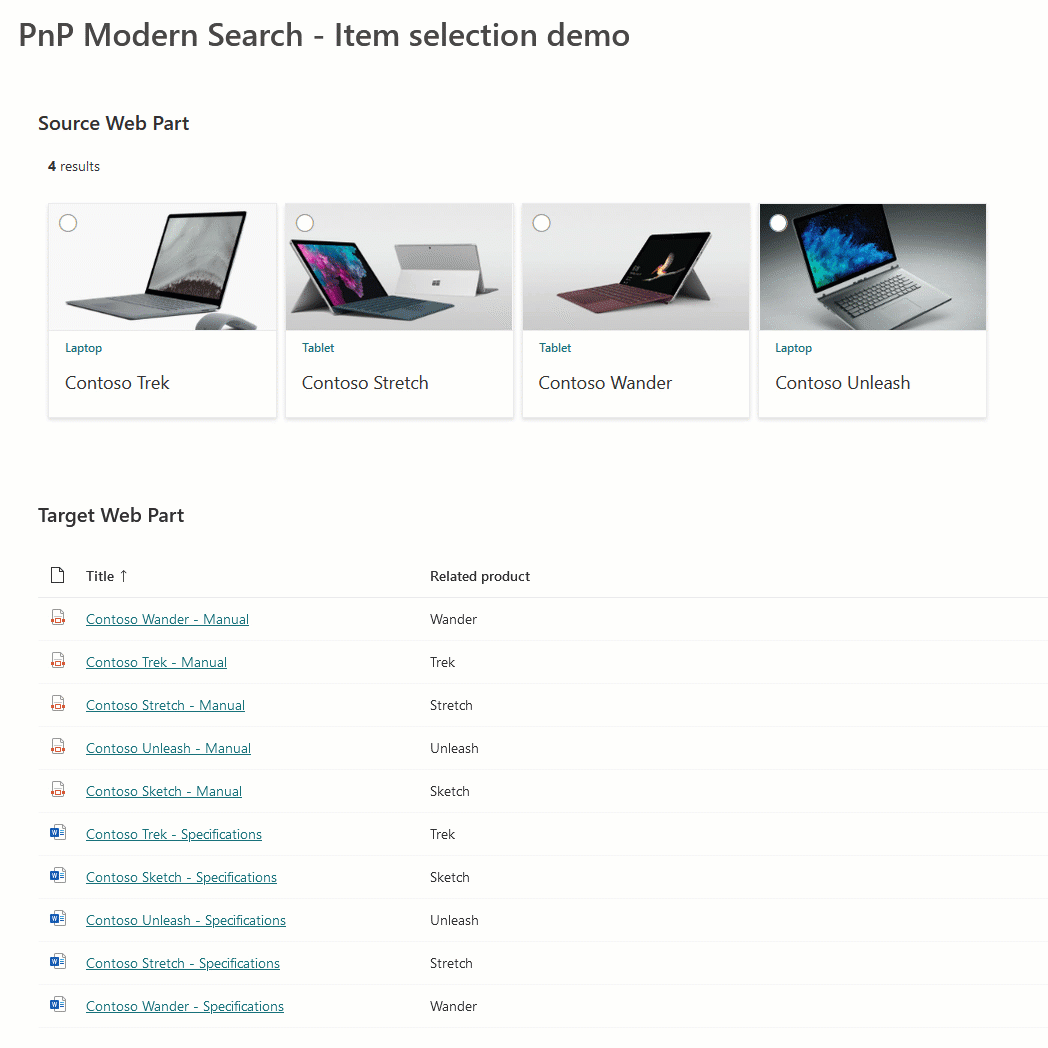 PnP Modern Search - Item selection demo
Source Web Part
4 results
Laptop Tablet Tablet Laptop
Contoso Trek Contoso Stretch Contoso Wander Contoso Unleash
Target Web Part
Title ↑ Related product
Contoso Wander - Manual Wander
Contoso Trek - Manual Trek
Contoso Stretch - Manual Stretch
Contoso Unleash - Manual Unleash
Contoso Sketch - Manual Sketch
Contoso Trek - Specifications Trek
Contoso Sketch - Specifications Sketch
Contoso Unleash - Specifications Unleash
Contoso Stretch - Specifications Stretch
Contoso Wander - Specifications Wander